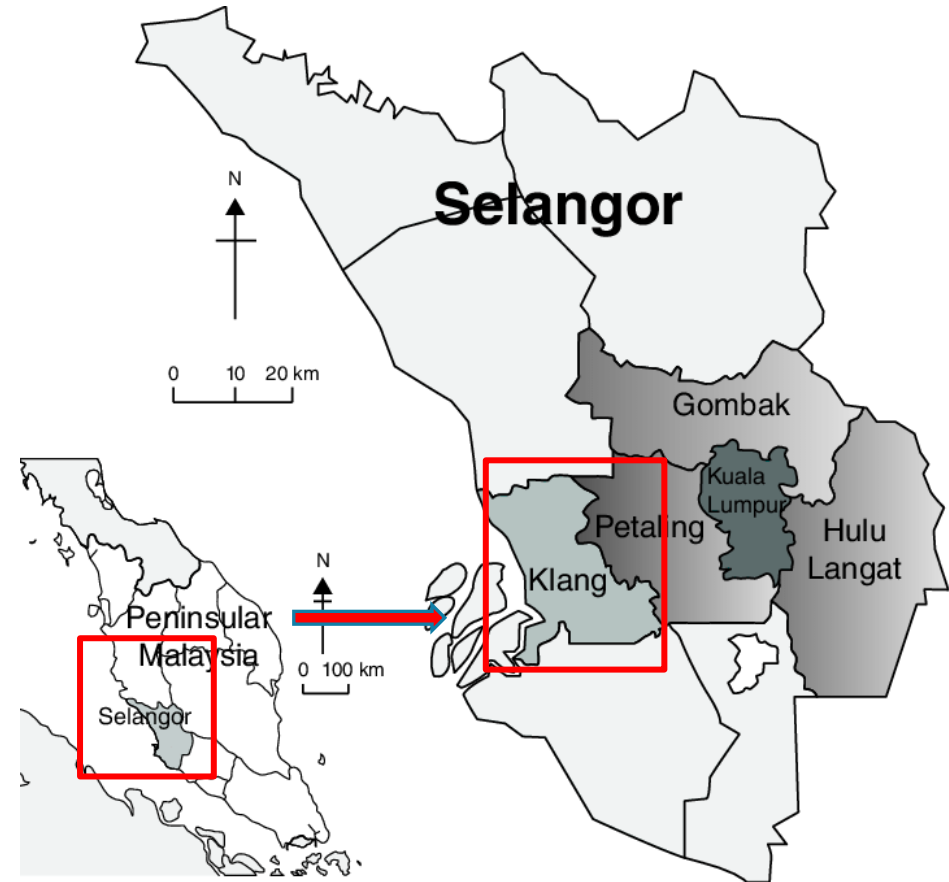 Selangor
N
0 10 20 km
Gombak
Kuala
Lumpur
Petaling
Hulu
Langat
Klang
N
0 100 km
Peninsular
Malaysia
Selangor